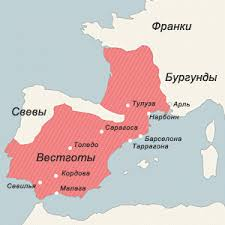 Франки
Бургунды
Свевы
Тулуза
Арль
Нарбонн
Сарагоса
Барселона
Таррагона
Толедо
Вестготы
Кордова
Севилья
Малага